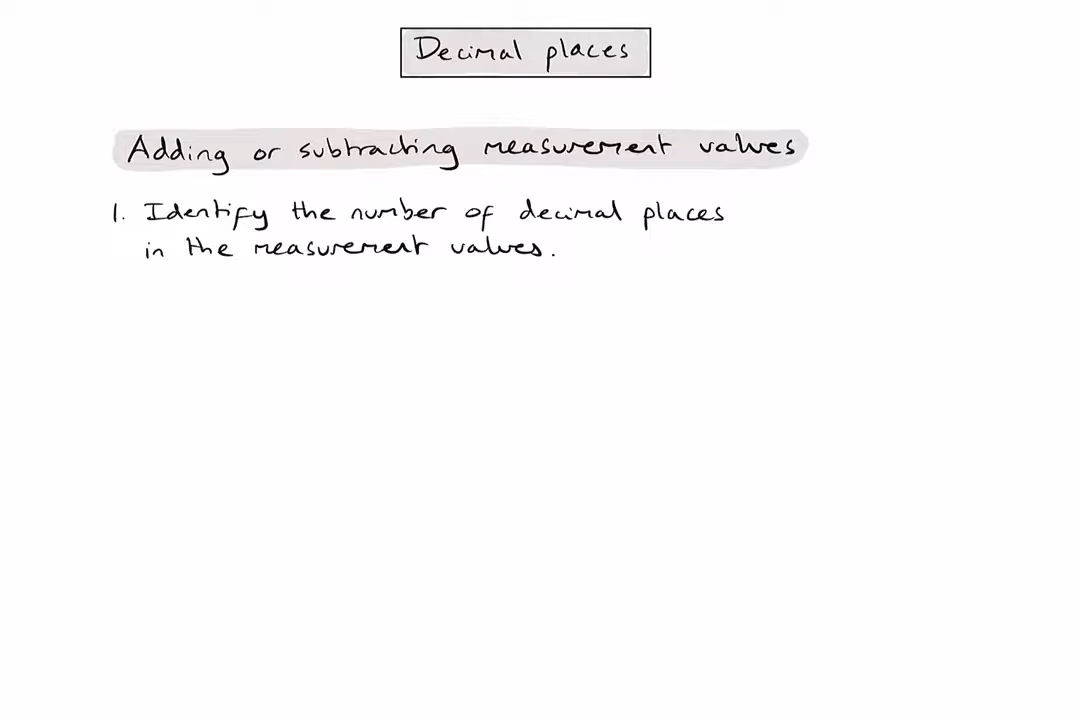 Decimal places
Adding or subtracting measurement values
1. Identify the number of decimal places
in the measurement values.